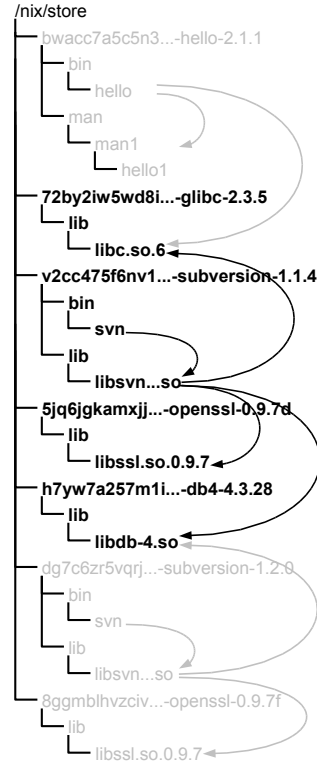 /nix/store
bwacc7a5c5n3...-hello-2.1.1
bin
hello
man
man1
hello1
72by2iw5wd8i...-glibc-2.3.5
lib
libc.so.6
v2cc475f6nv1...-subversion-1.1.4
bin
svn
lib
libsvn...so
5jq6jgkamxjj...-openssl-0.9.7d
lib
libssl.so.0.9.7
h7yw7a257m1i...-db4-4.3.28
lib
libdb-4.so
dg7c6zr5vqrj...-subversion-1.2.0
bin
svn
lib
libsvn...so
8ggmblhvzciv...-openssl-0.9.7f
lib
libssl.so.0.9.7